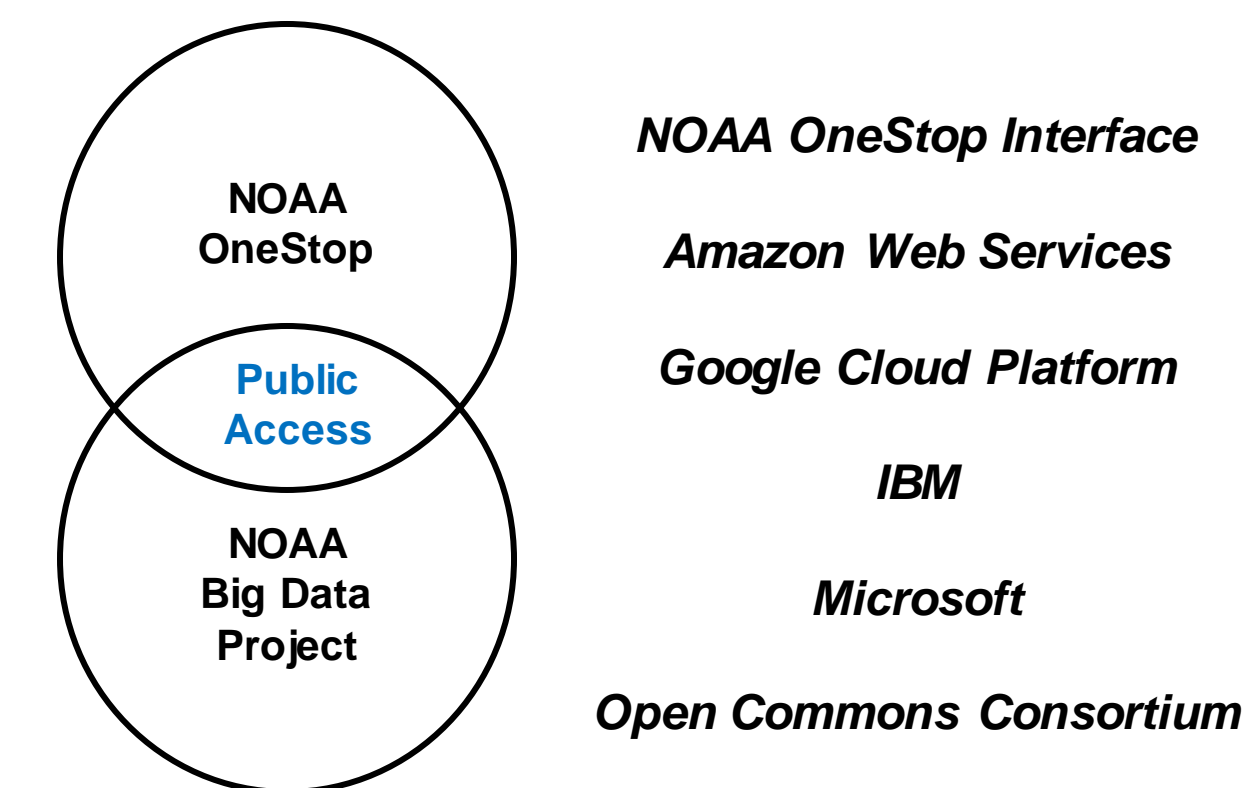 NOAA
OneStop
Public
Access
NOAA
Big Data
Project
NOAA OneStop Interface
Amazon Web Services
Google Cloud Platform
IBM
Microsoft
Open Commons Consortium